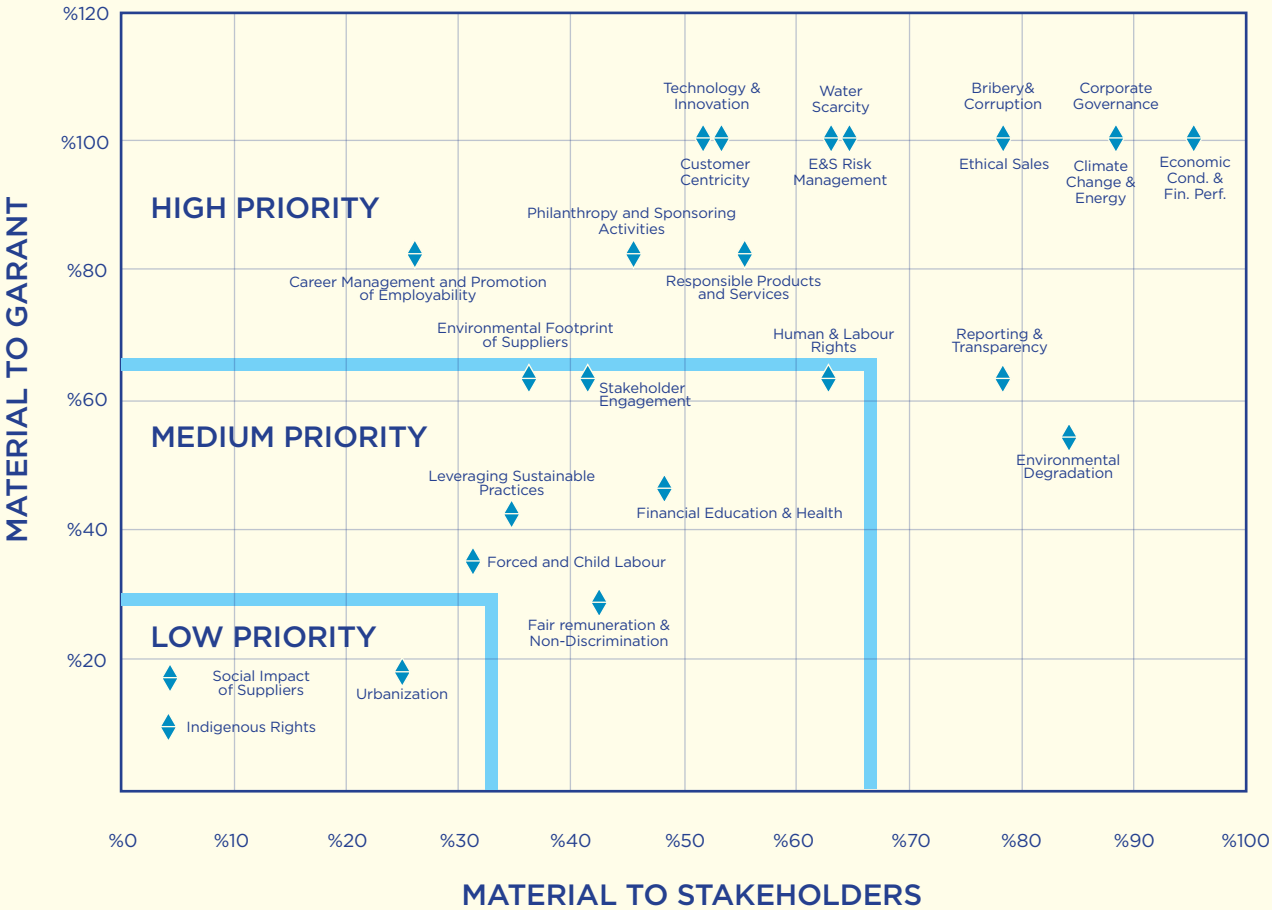 %120
Technology &
Innovation
Water
Scarcity
Bribery&
Corruption
Corporate
Governance
%100
Customer
Centricity
E&S Risk
Management
Ethical Sales
Climate
Change &
Energy
Economic
Cond. &
Fin. Perf.
HIGH PRIORITY
Philanthropy and Sponsoring
Activities
%80
Career Management and Promotion
of Employability
Responsible Products
and Services
Environmental Footprint
of Suppliers
Human & Labour
Rights
Reporting &
Transparency
Stakeholder
Engagement
%60
MEDIUM PRIORITY
Environmental
Degradation
Leveraging Sustainable
Practices
Financial Education & Health
%40
Forced and Child Labour
Fair remuneration &
Non-Discrimination
LOW PRIORITY
%20
Social Impact
of Suppliers
Urbanization
Indigenous Rights
MATERIAL TO GARANT
%0 %10 %20 %30 %40 %50 %60 %70 %80 %90 %100
MATERIAL TO STAKEHOLDERS